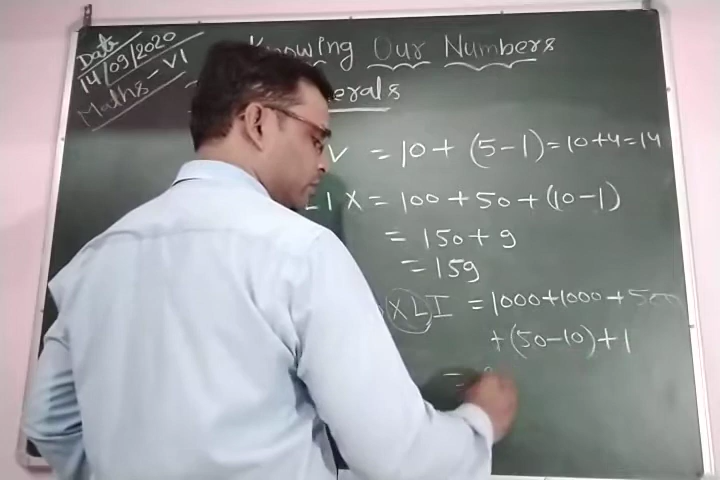 Date
14/09/2020
Maths-VI
Knowing Our Numbers
erals
V = 10 + (5-1) = 10+4 = 14
LIX = 100 + 50 + (10-1)
= 150 + 9
= 159
XLI = 1000+1000+500
+ (50-10) + 1
=